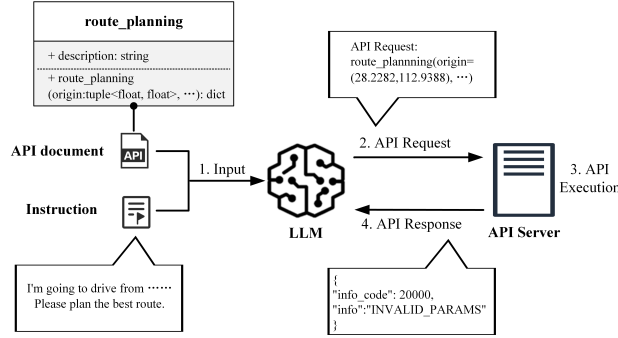 route_planning
+ description: string
+ route_planning
(origin:tuple<float, float>, ⋯): dict
API document
API
Instruction
1. Input
I'm going to drive from ⋯⋯
Please plan the best route.
LLM
API Request:
route_plannning(origin=
(28.2282,112.9388), ⋯)
2. API Request
4. API Response
{
"info_code": 20000,
"info":"INVALID_PARAMS"
}
API Server
3. API
Execution